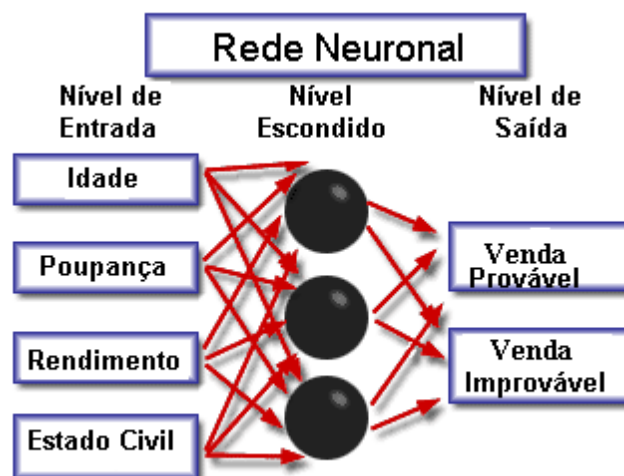 Rede Neuronal
Nível de
Entrada
Nível
Escondido
Nível de
Saída
Idade
Poupança
Rendimento
Estado Civil
Venda
Provável
Venda
Improvável